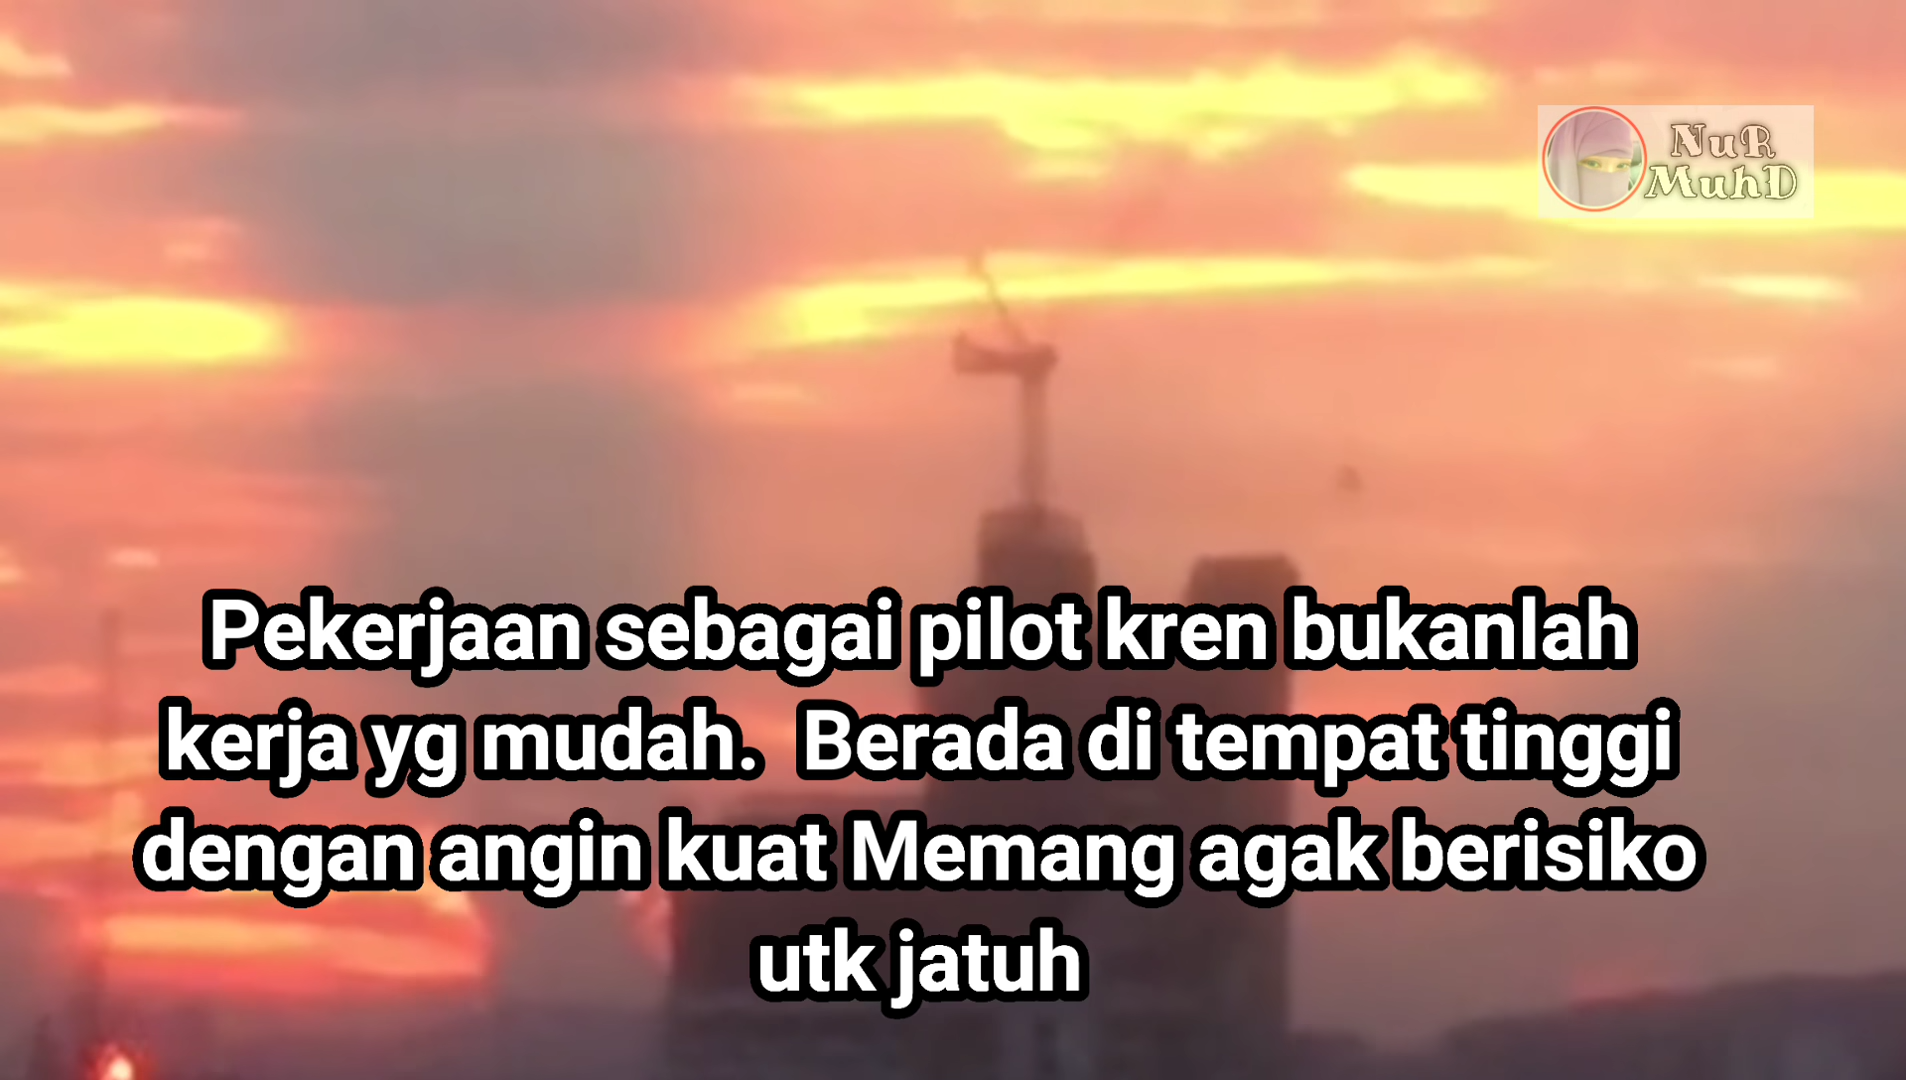 NuR
MuhD
Pekerjaan sebagai pilot kren bukanlah
kerja yg mudah.  Berada di tempat tinggi
dengan angin kuat Memang agak berisiko
utk jatuh